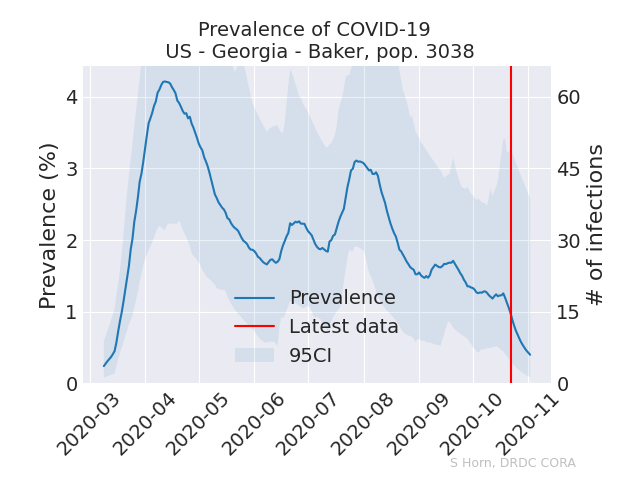 Prevalence of COVID-19
US - Georgia - Baker, pop. 3038
Prevalence (%)
4
3
2
1
0
60
45
30
15
0
# of infections
Prevalence
Latest data
95CI
2020-03
2020-04
2020-05
2020-06
2020-07
2020-08
2020-09
2020-10
2020-11
S Horn, DRDC CORA